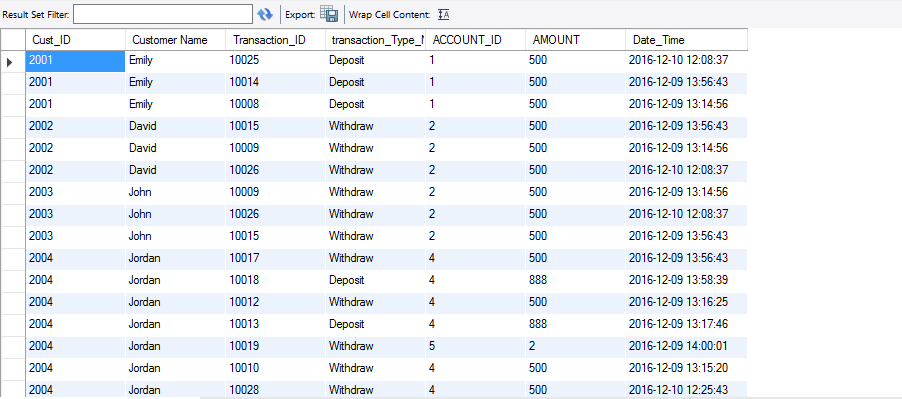 Result Set Filter: Export: Wrap Cell Content:
Cust_ID Customer Name Transaction_ID transaction_Type_N ACCOUNT_ID AMOUNT Date_Time
2001 Emily 10025 Deposit 1 500 2016-12-10 12:08:37
2001 Emily 10014 Deposit 1 500 2016-12-09 13:56:43
2001 Emily 10008 Deposit 1 500 2016-12-09 13:14:56
2002 David 10015 Withdraw 2 500 2016-12-09 13:56:43
2002 David 10009 Withdraw 2 500 2016-12-09 13:14:56
2002 David 10026 Withdraw 2 500 2016-12-10 12:08:37
2003 John 10009 Withdraw 2 500 2016-12-09 13:14:56
2003 John 10026 Withdraw 2 500 2016-12-10 12:08:37
2003 John 10015 Withdraw 2 500 2016-12-09 13:56:43
2004 Jordan 10017 Withdraw 4 500 2016-12-09 13:56:43
2004 Jordan 10018 Deposit 4 888 2016-12-09 13:58:39
2004 Jordan 10012 Withdraw 4 500 2016-12-09 13:16:25
2004 Jordan 10013 Deposit 4 888 2016-12-09 13:17:46
2004 Jordan 10019 Withdraw 5 2 2016-12-09 14:00:01
2004 Jordan 10010 Withdraw 4 500 2016-12-09 13:15:20
2004 Jordan 10028 Withdraw 4 500 2016-12-10 12:25:43